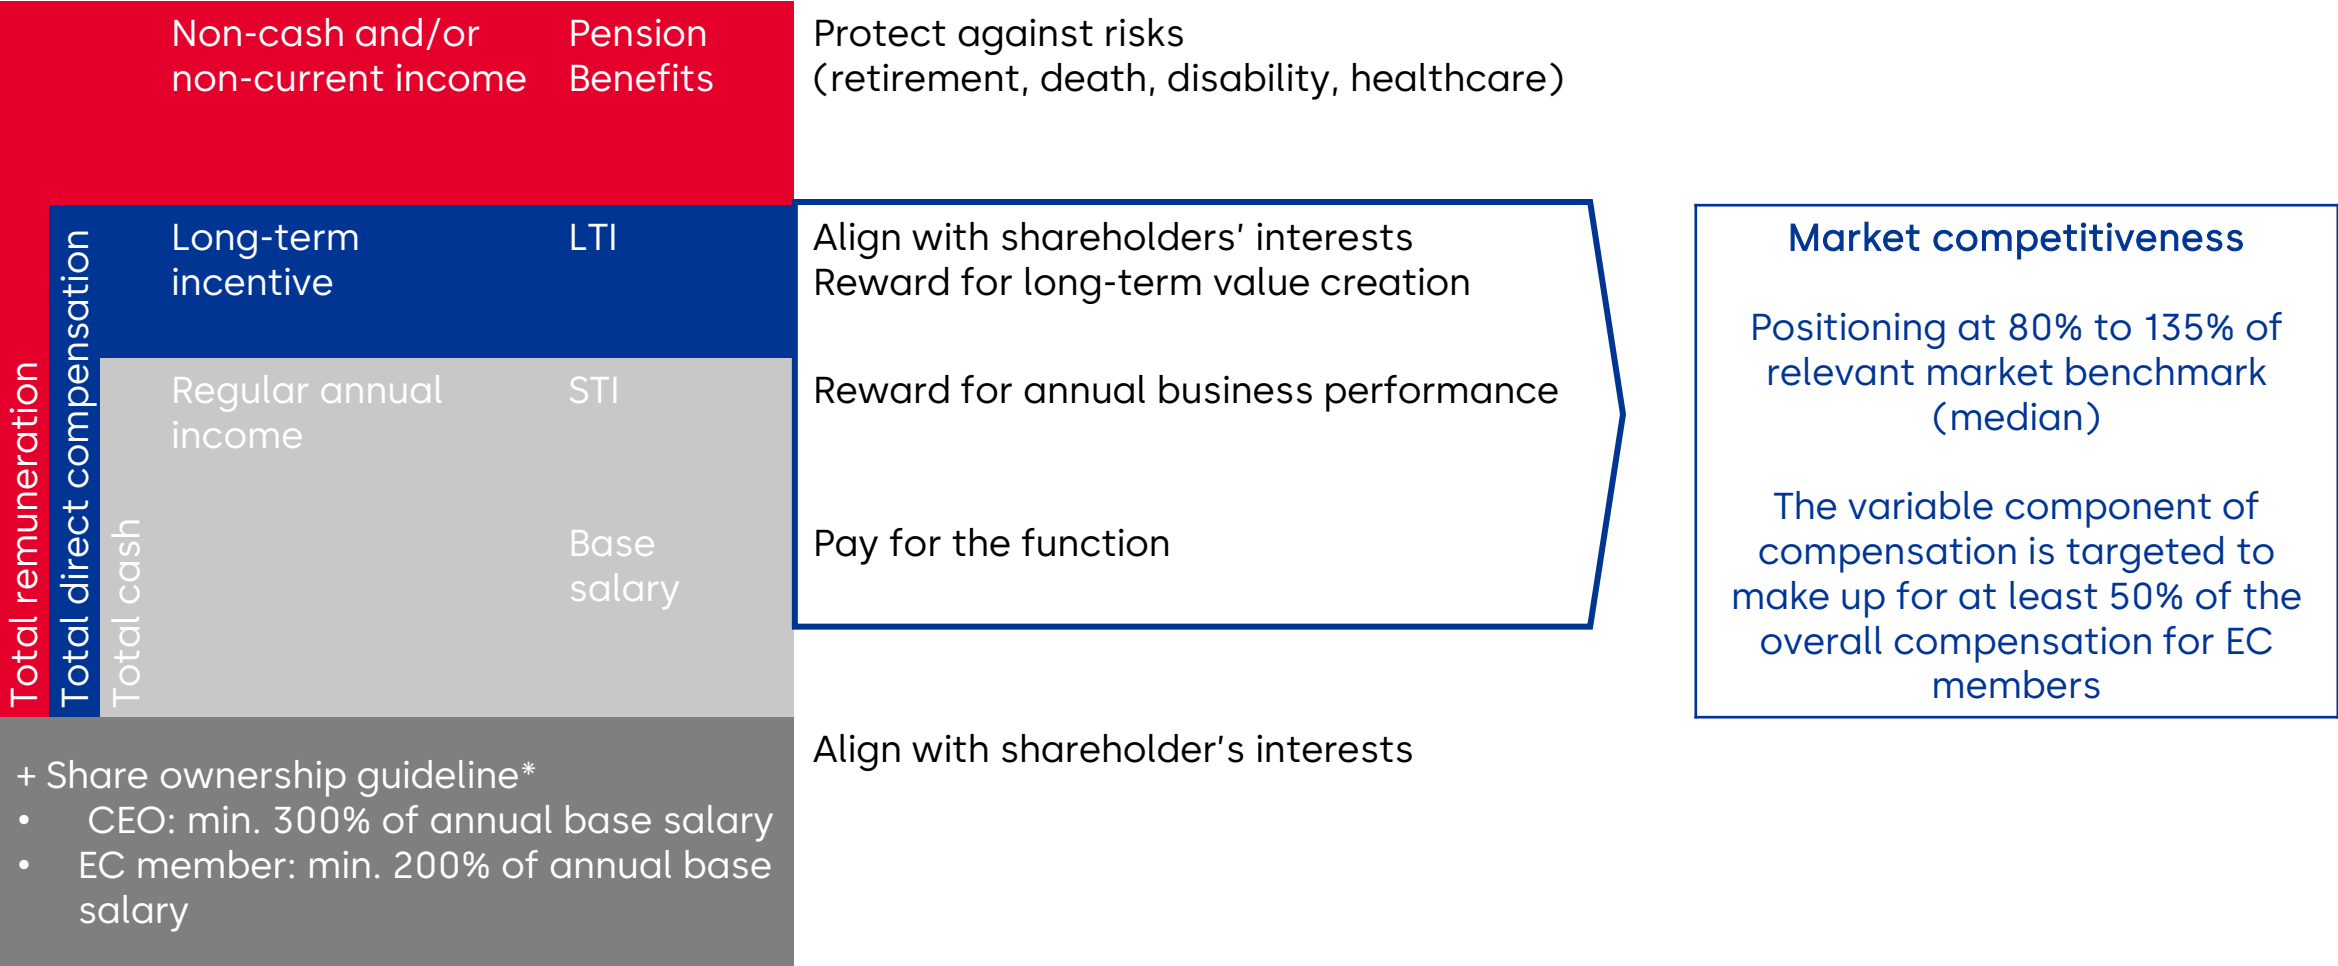 Non-cash and/or
non-current income
Pension
Benefits
Protect against risks
(retirement, death, disability, healthcare)
Long-term
incentive
LTI
Align with shareholders’ interests
Reward for long-term value creation
Regular annual
income
STI
Reward for annual business performance
Base
salary
Pay for the function
Total remuneration
Total direct compensation
Total cash
Market competitiveness
Positioning at 80% to 135% of
relevant market benchmark
(median)
The variable component of
compensation is targeted to
make up for at least 50% of the
overall compensation for EC
members
+ Share ownership guideline*
• CEO: min. 300% of annual base salary
• EC member: min. 200% of annual base
salary
Align with shareholder’s interests